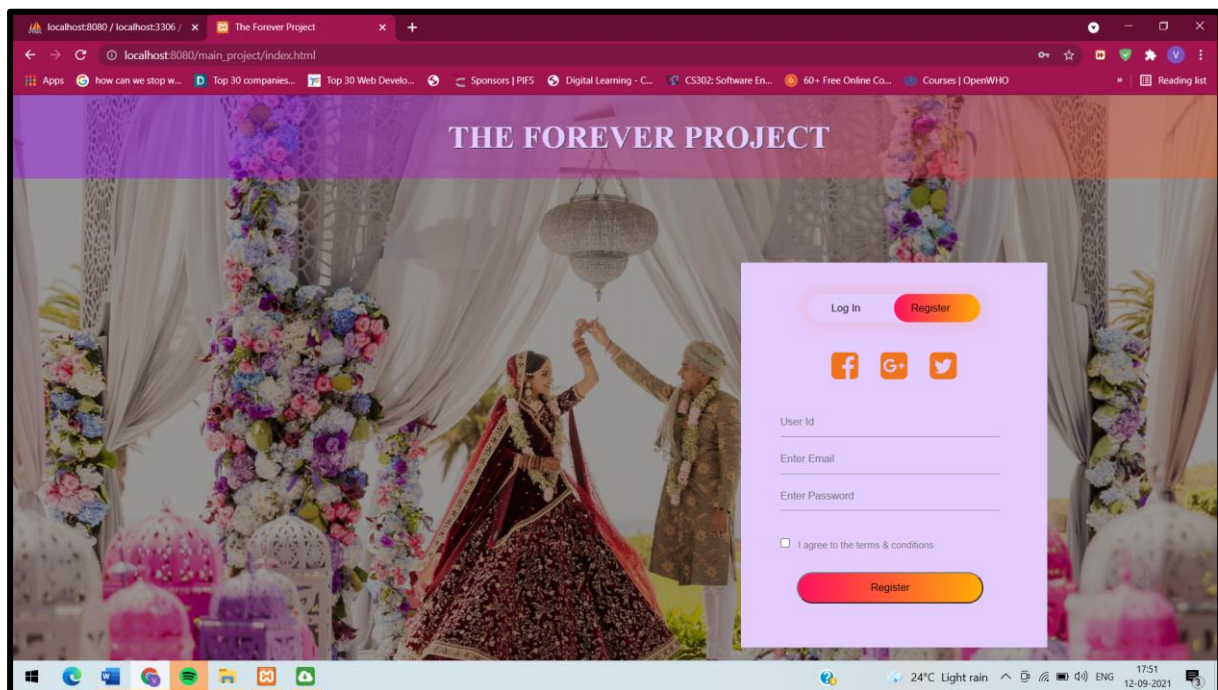 localhost:8080 / localhost:3306 /
The Forever Project
localhost:8080/main_project/index.html
V
Apps
how can we stop w...
Top 30 companies...
Top 30 Web Develo...
Sponsors | PIFS
Digital Learning - C...
CS302: Software En...
60+ Free Online Co...
Courses | OpenWHO
»
Reading list
THE FOREVER PROJECT
Log In
Register
G+
User Id
Enter Email
Enter Password
I agree to the terms & conditions
Register
24°C Light rain
ENG
17:51
12-09-2021
3